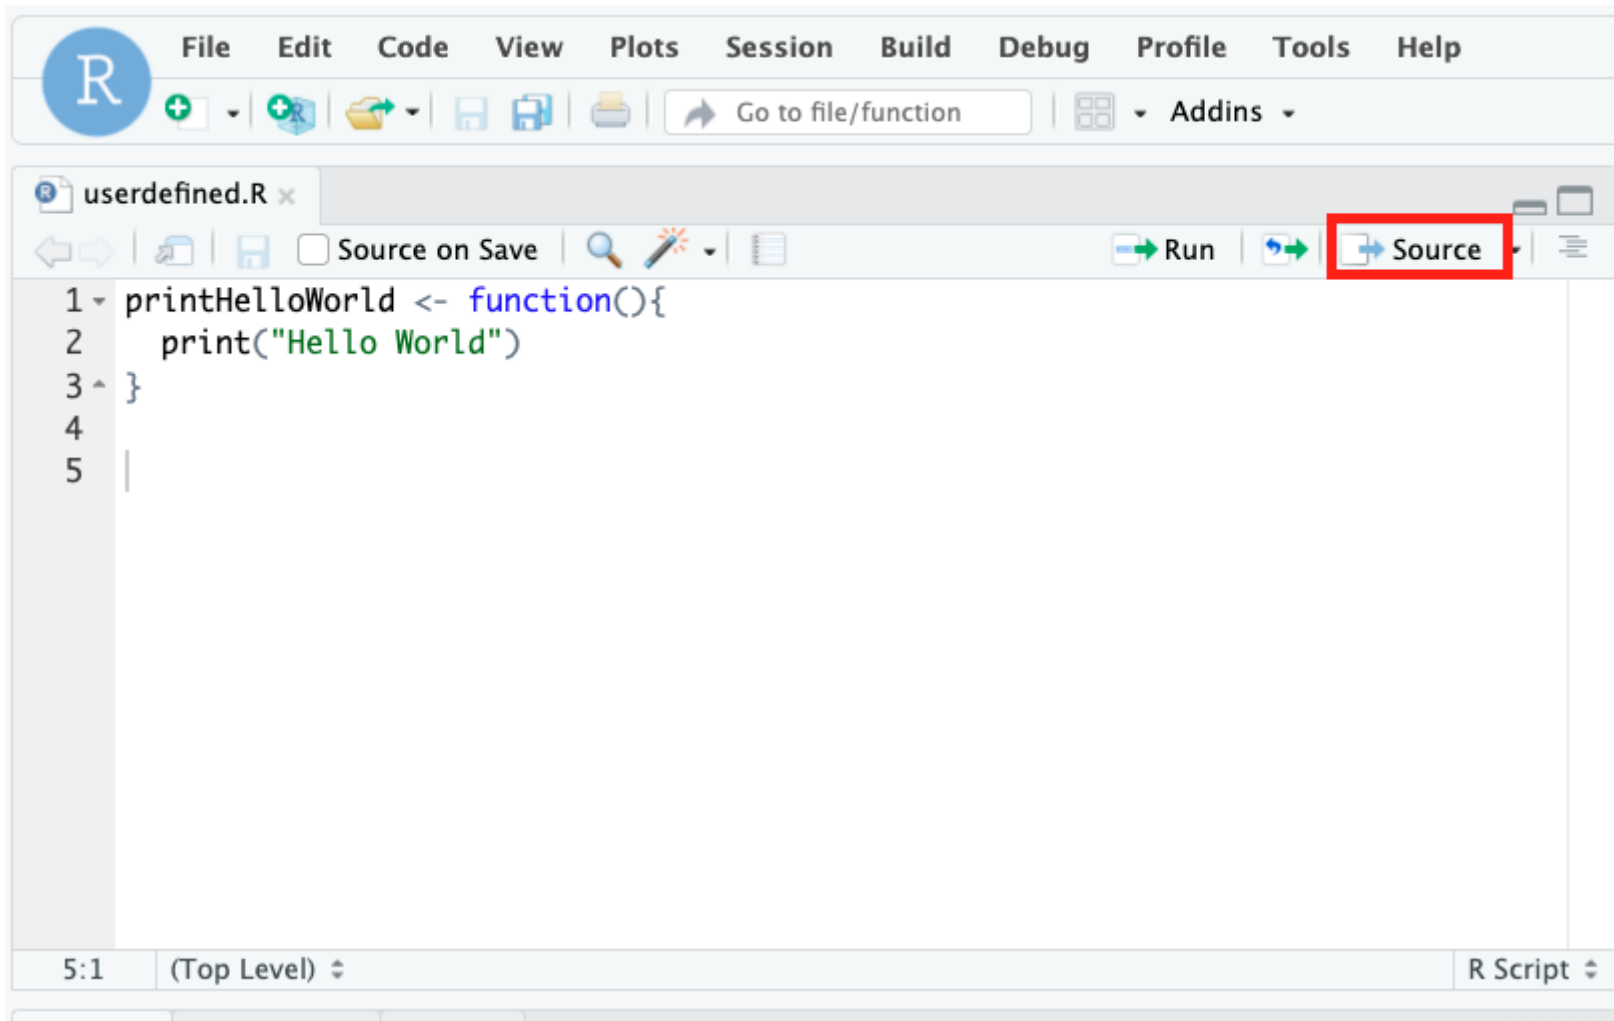 R File Edit Code View Plots Session Build Debug Profile Tools Help
R Go to file/function Addins
R userdefined.R ×
Source on Save Run Source
1 printHelloWorld <- function(){
2 print("Hello World")
3 }
4
5
5:1 (Top Level) R Script